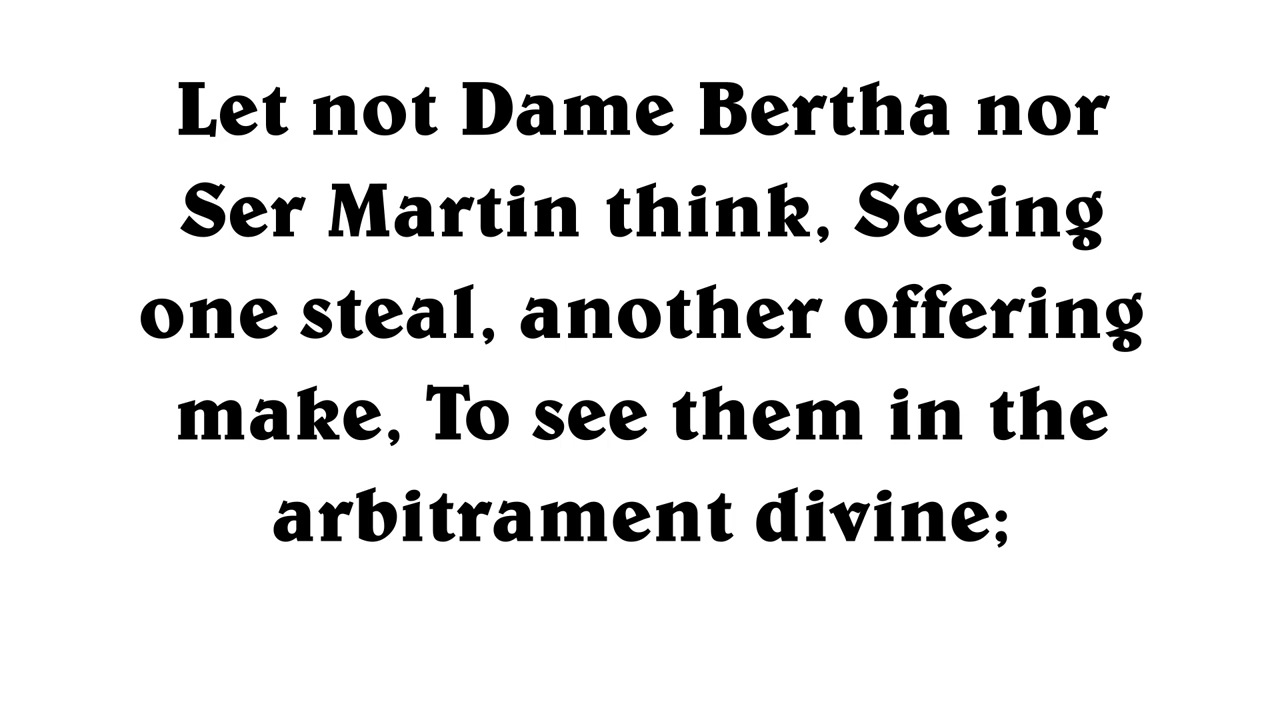 Let not Dame Bertha nor
Ser Martin think, Seeing
one steal, another offering
make, To see them in the
arbitrament divine;